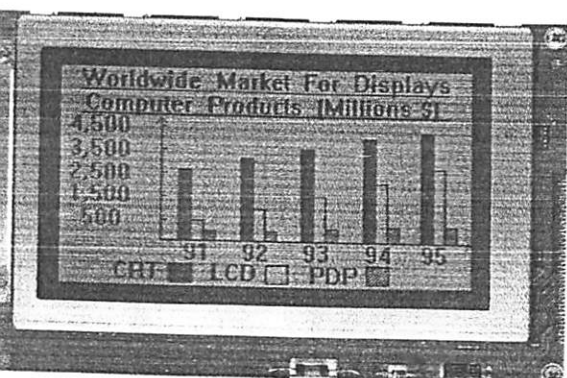 Worldwide Market For Displays
Computer Products (Millions $)
4,500
3,500
2,500
1,500
500
91 92 93 94 95
CRT LCD PDP